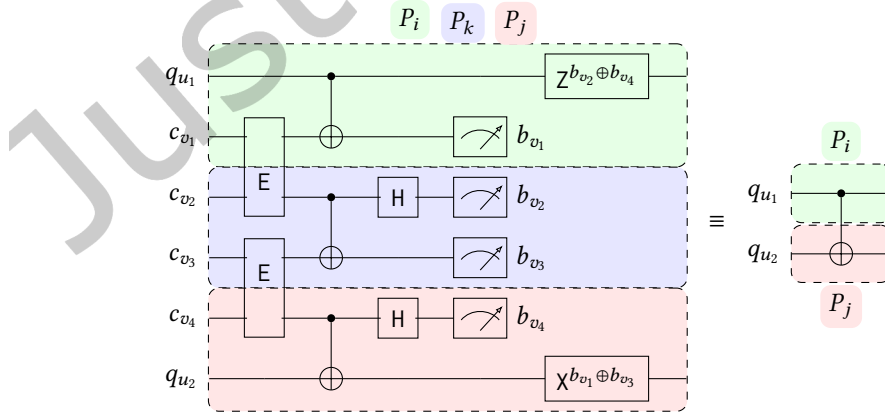 P_i P_k P_j
q_{u_1} Z^{b_{v_2} ⊕ b_{v_4}}
c_{v_1} b_{v_1}
E
c_{v_2} H b_{v_2}
c_{v_3} b_{v_3}
E
c_{v_4} H b_{v_4}
q_{u_2} X^{b_{v_1} ⊕ b_{v_3}}
≡
P_i
q_{u_1}
q_{u_2}
P_j
Just